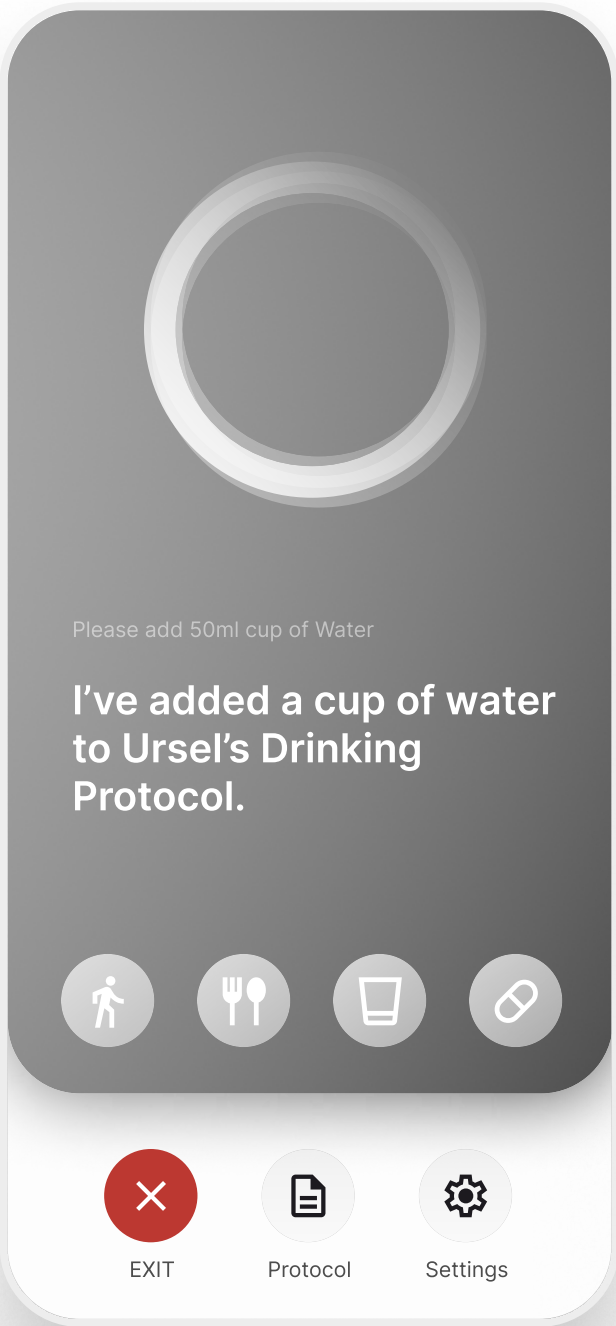 Please add 50ml cup of Water
I’ve added a cup of water
to Ursel’s Drinking
Protocol.
EXIT
Protocol
Settings